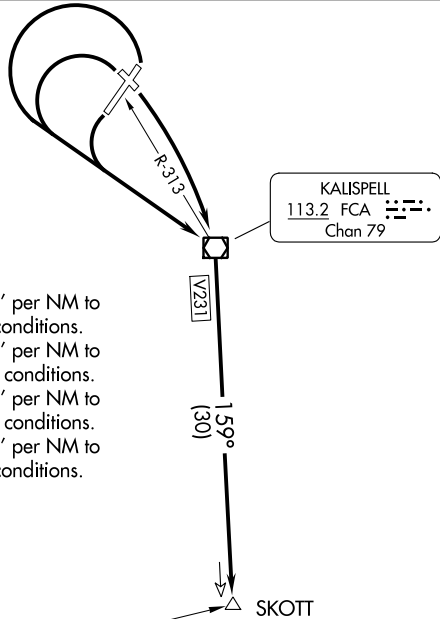 R-313
KALISPELL
113.2 FCA
Chan 79
V231
' per NM to
conditions.
' per NM to
conditions.
' per NM to
conditions.
' per NM to
conditions.
159°
(30)
SKOTT